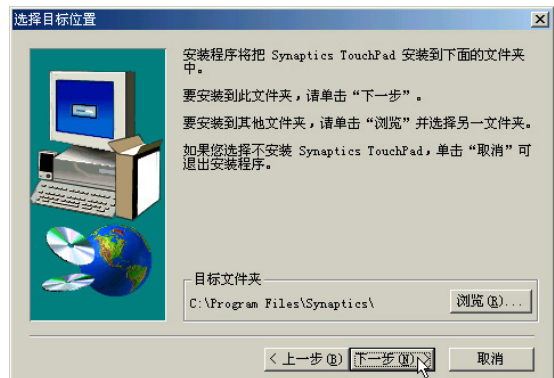 选择目标位置
安装程序将把 Synaptics TouchPad 安装到下面的文件夹
中。
要安装到此文件夹，请单击“下一步”。
要安装到其他文件夹，请单击“浏览”并选择另一文件夹。
如果您选择不安装 Synaptics TouchPad，单击“取消”可
退出安装程序。
目标文件夹
C:\Program Files\Synaptics\
浏览(R)...
< 上一步(B) 下一步(N) > 取消